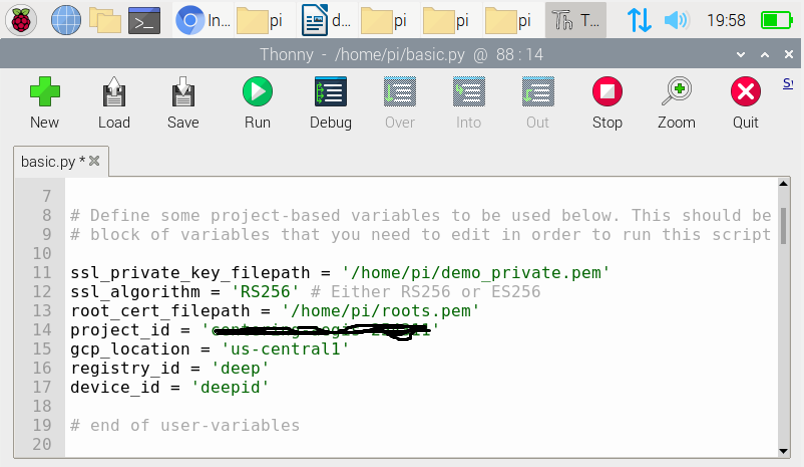 In...
pi
d...
pi
pi
pi
Th T...
19:58
Thonny - /home/pi/basic.py @ 88:14
New Load Save Run Debug Over Into Out Stop Zoom Quit
basic.py *
7
8 # Define some project-based variables to be used below. This should be
9 # block of variables that you need to edit in order to run this script
10
11 ssl_private_key_filepath = '/home/pi/demo_private.pem'
12 ssl_algorithm = 'RS256' # Either RS256 or ES256
13 root_cert_filepath = '/home/pi/roots.pem'
14 project_id = '
15 gcp_location = 'us-central1'
16 registry_id = 'deep'
17 device_id = 'deepid'
18
19 # end of user-variables
20